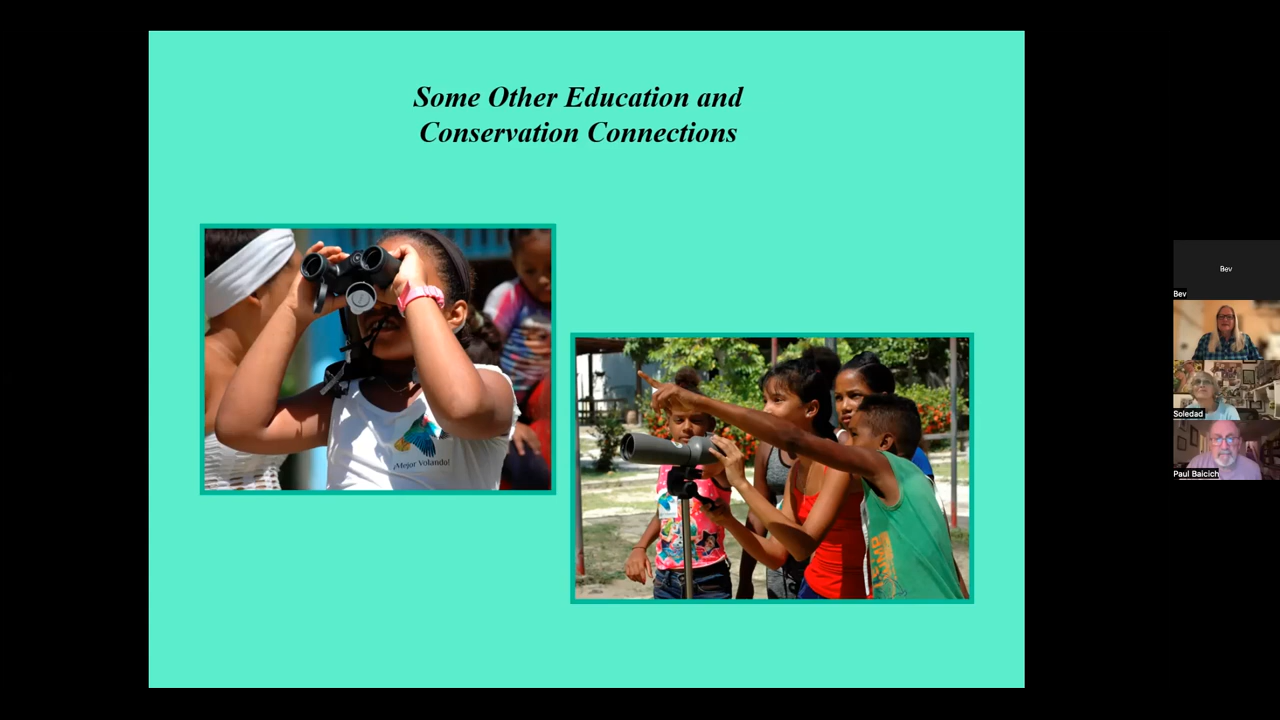 Some Other Education and
Conservation Connections
¡Mejor Volando!
Bev
Bev
Soledad
Paul Baicich